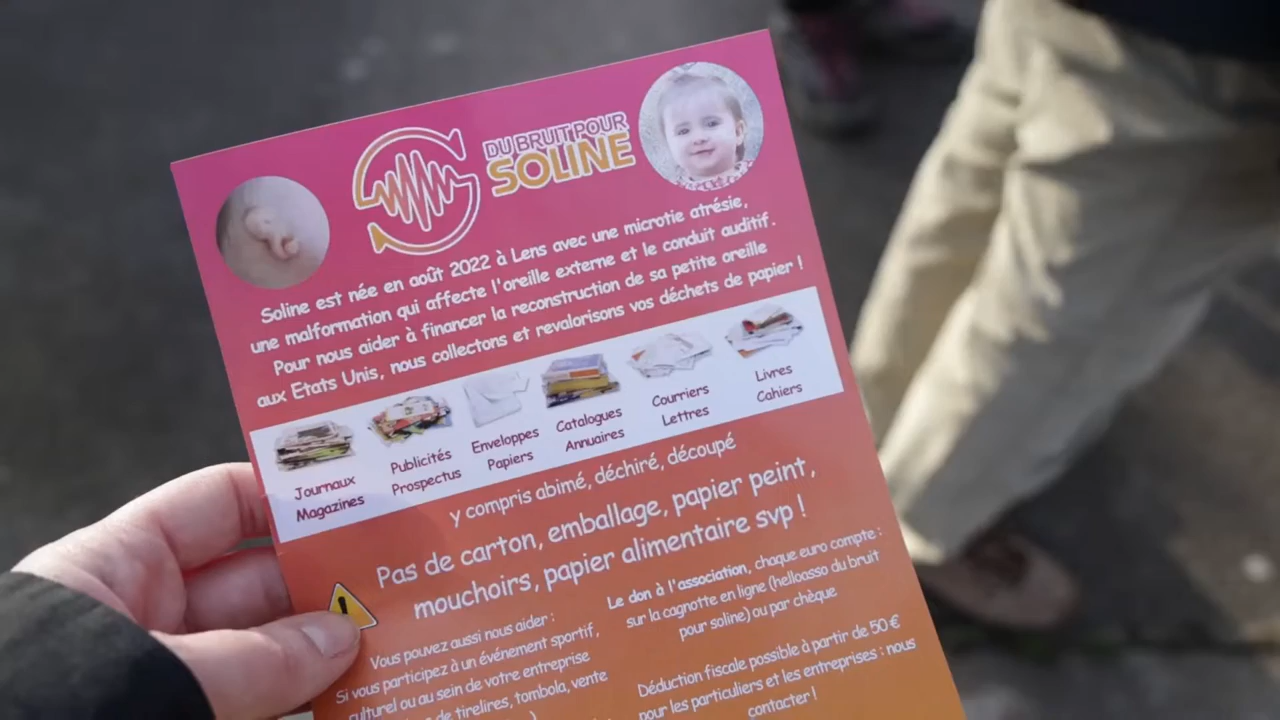 DU BRUIT POUR
SOLINE
Soline est née en août 2022 à Lens avec une microtie atrésie,
une malformation qui affecte l'oreille externe et le conduit auditif.
Pour nous aider à financer la reconstruction de sa petite oreille
aux Etats Unis, nous collectons et revalorisons vos déchets de papier !
Journaux
Magazines
Publicités
Prospectus
Enveloppes
Papiers
Catalogues
Annuaires
Courriers
Lettres
Livres
Cahiers
y compris abimé, déchiré, découpé
Pas de carton, emballage, papier peint,
mouchoirs, papier alimentaire svp !
Vous pouvez aussi nous aider :
Si vous participez à un événement sportif,
culturel ou au sein de votre entreprise
de tirelires, tombola, vente
Le don à l'association, chaque euro compte :
sur la cagnotte en ligne (helloasso du bruit
pour soline) ou par chèque
Déduction fiscale possible à partir de 50 €
pour les particuliers et les entreprises : nous
contacter !